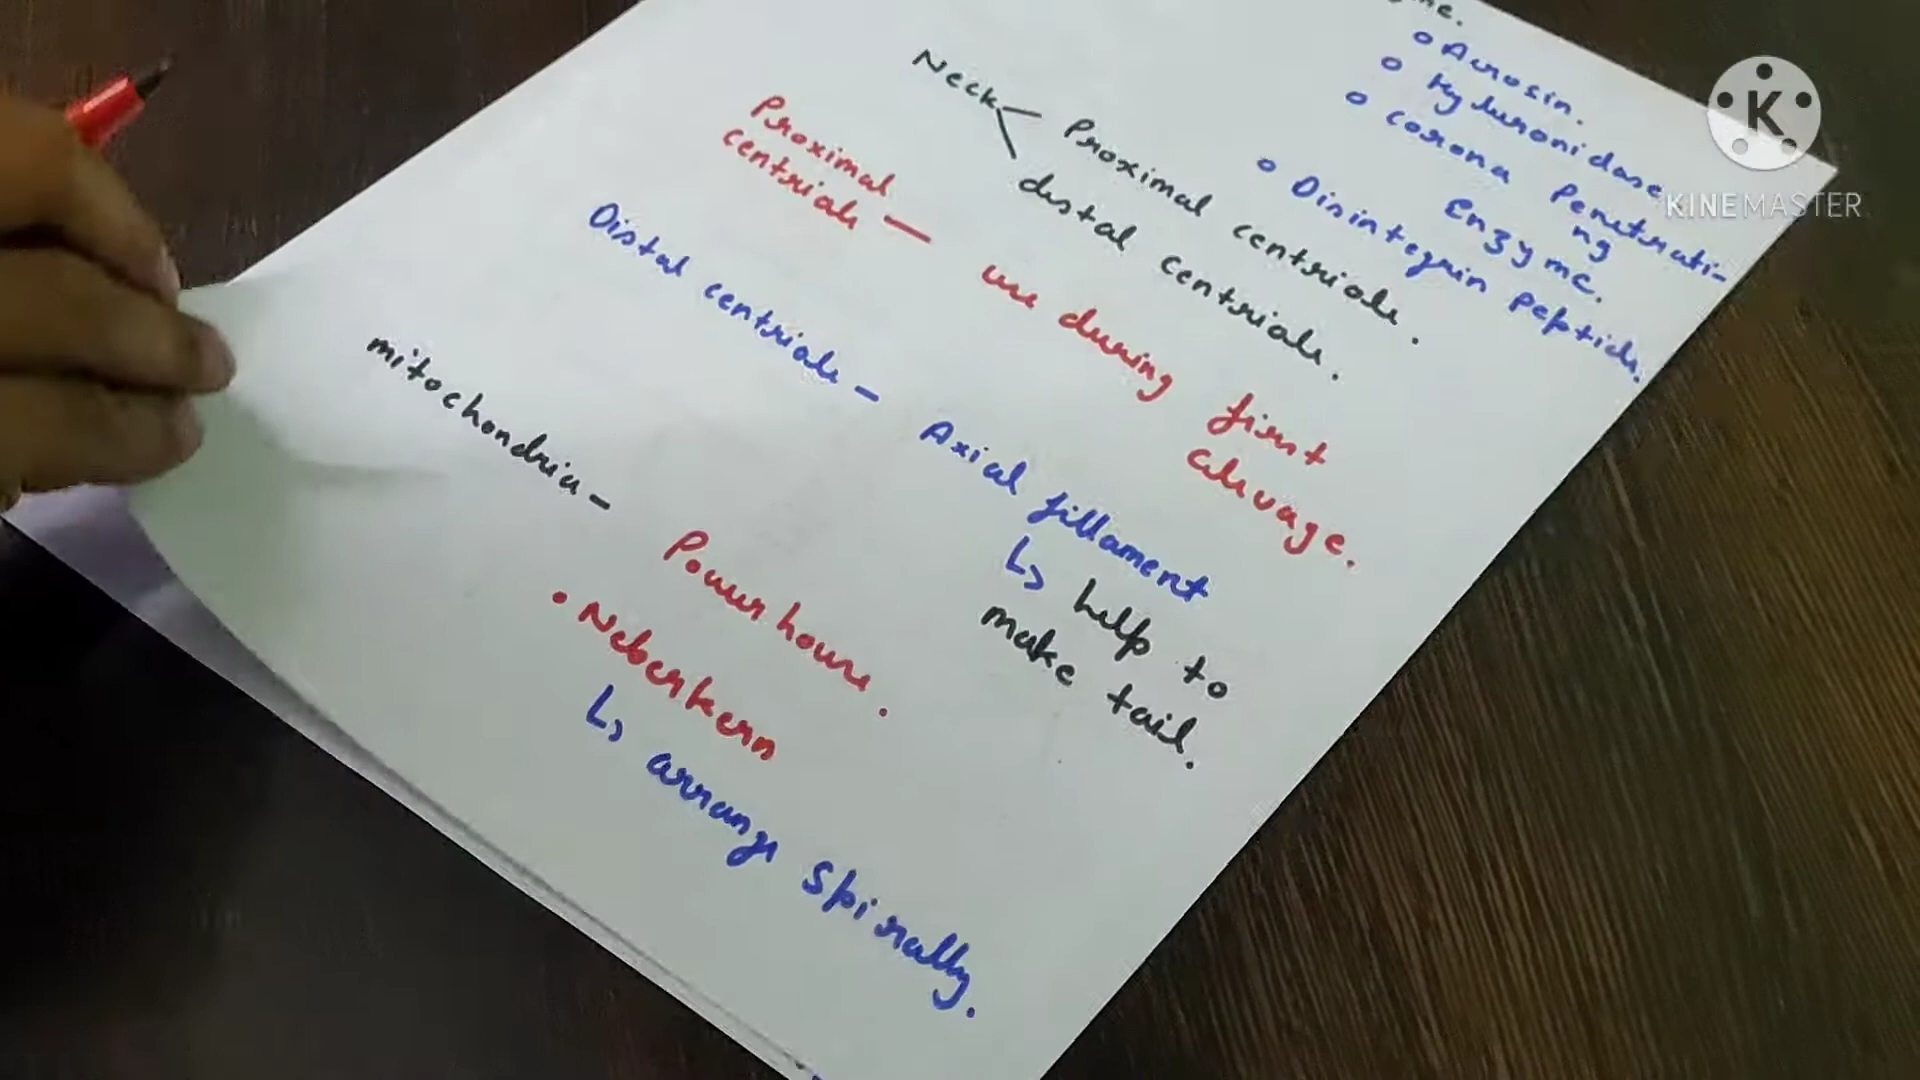 Acrosin.
Hyluronidase
corona Penetrati-
ng
Enzyme.
Disintegrin Peptide.
Neck
Proximal centriole.
distal centriole.
Proximal
centriole — use during first
clevage.
Distal centriole - Axial fillament
help to
make tail.
mitochondria - Power house.
Nebenkern
arrange Spirally.
K
KINEMASTER